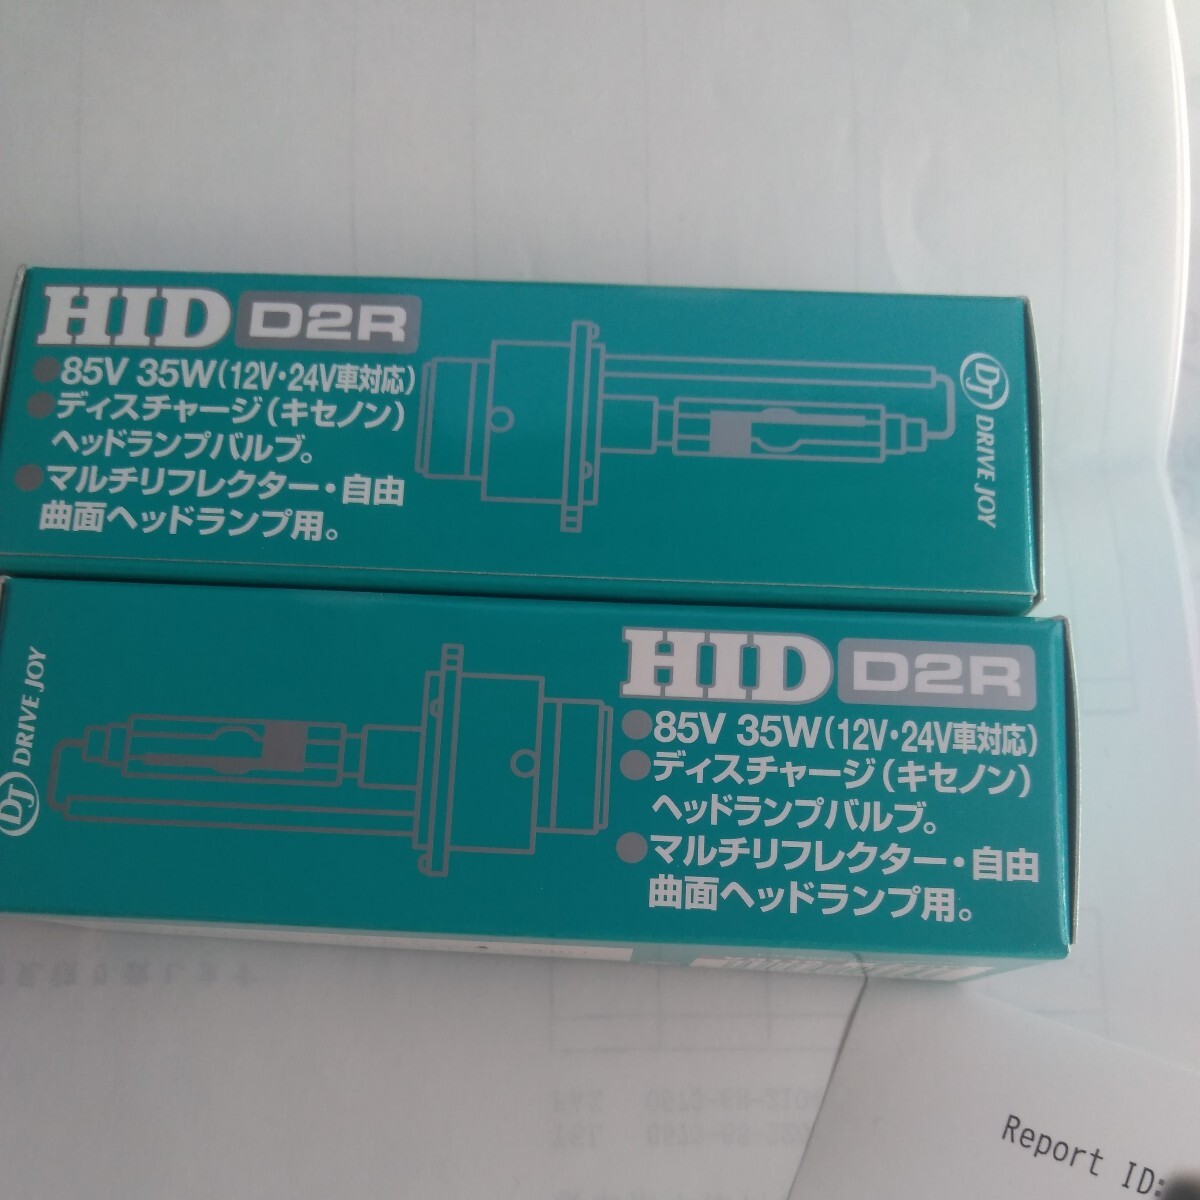 HID D2R
●85V 35W(12V・24V車対応)
●ディスチャージ(キセノン)
ヘッドランプバルブ。
●マルチリフレクター・自由
曲面ヘッドランプ用。
DJ DRIVE JOY
DJ DRIVE JOY
HID D2R
●85V 35W(12V・24V車対応)
●ディスチャージ(キセノン)
ヘッドランプバルブ。
●マルチリフレクター・自由
曲面ヘッドランプ用。
Report ID: